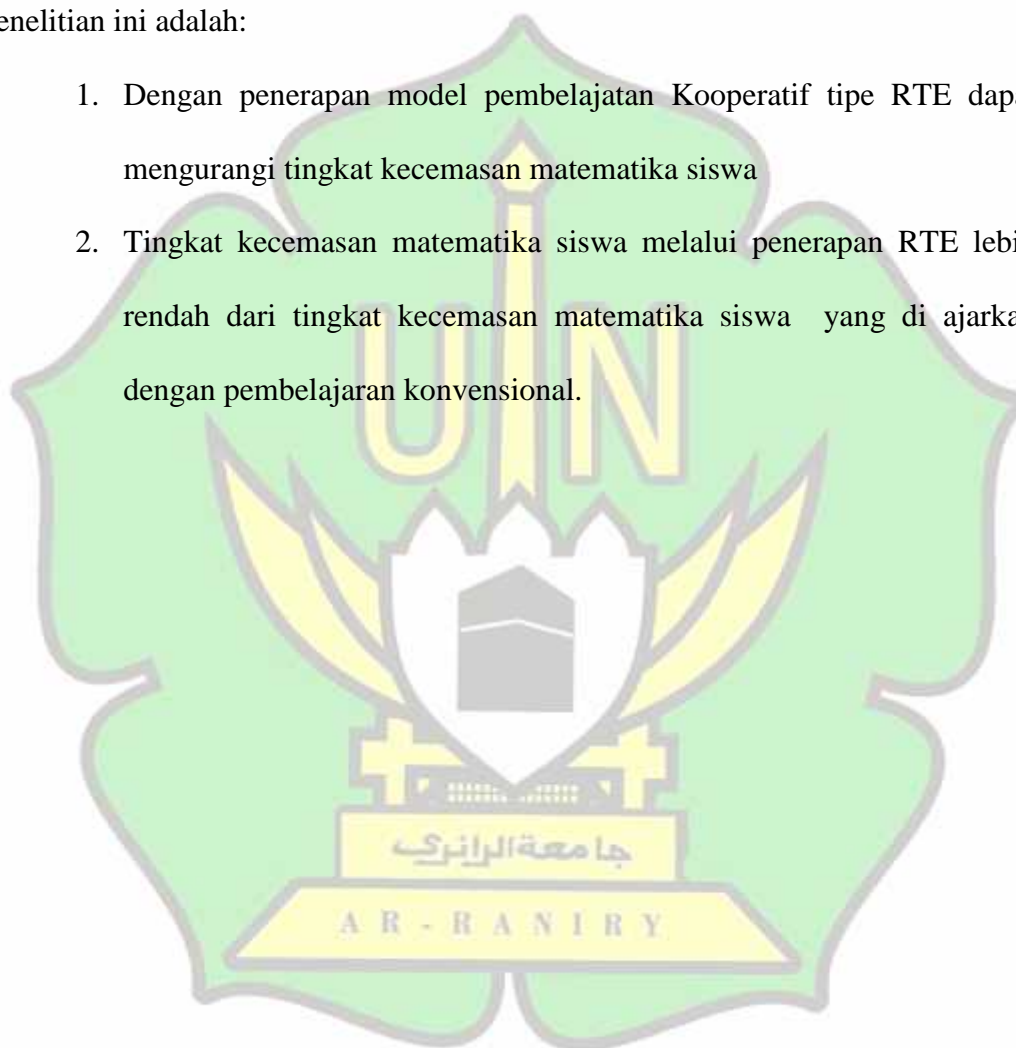 enelitian ini adalah:
1. Dengan penerapan model pembelajatan Kooperatif tipe RTE dapa
mengurangi tingkat kecemasan matematika siswa
2. Tingkat kecemasan matematika siswa melalui penerapan RTE lebi
rendah dari tingkat kecemasan matematika siswa yang di ajarka
dengan pembelajaran konvensional.
UIN
جامعة الرانري
AR-RANIRY